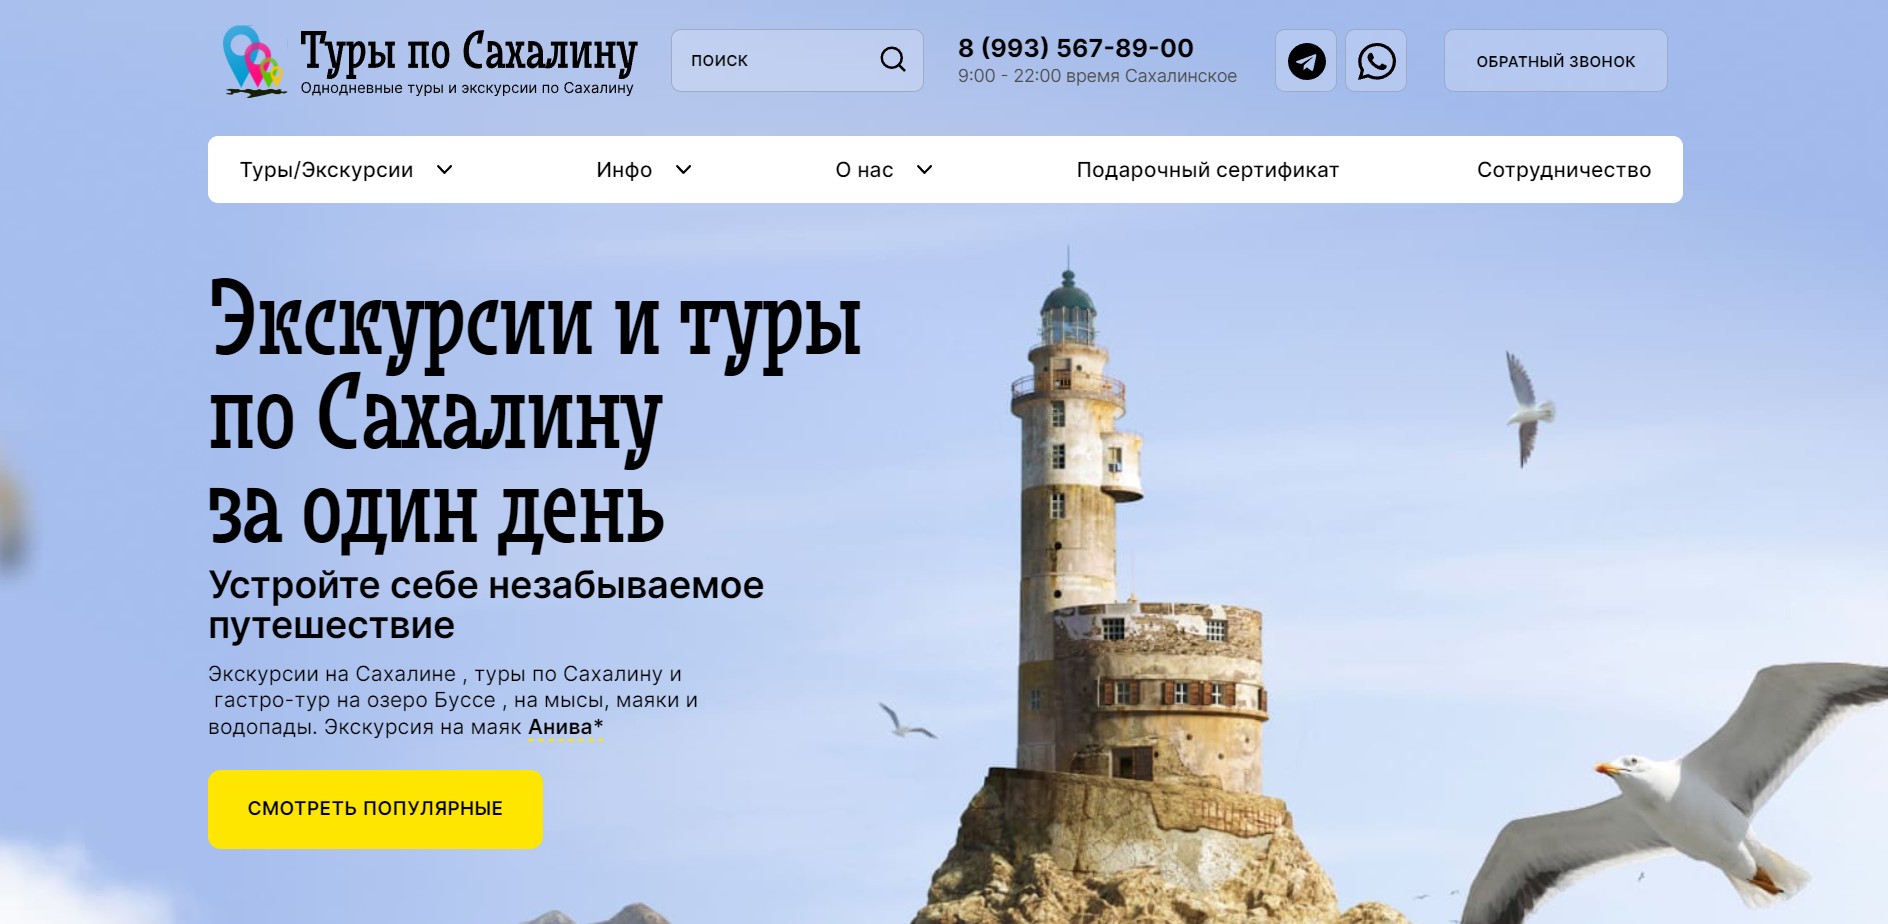 Туры по Сахалину
Однодневные туры и экскурсии по Сахалину
поиск
8 (993) 567-89-00
9:00 - 22:00 время Сахалинское
ОБРАТНЫЙ ЗВОНОК
Туры/Экскурсии
Инфо
О нас
Подарочный сертификат
Сотрудничество
Экскурсии и туры
по Сахалину
за один день
Устройте себе незабываемое
путешествие
Экскурсии на Сахалине , туры по Сахалину и
гастро-тур на озеро Буссе , на мысы, маяки и
водопады. Экскурсия на маяк Анива*
СМОТРЕТЬ ПОПУЛЯРНЫЕ